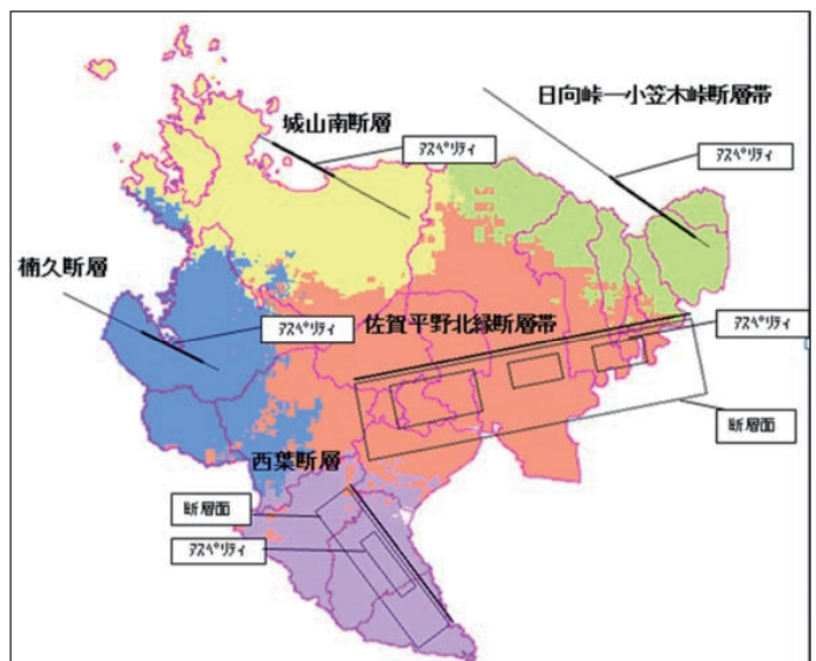 日向峠ー小笠木峠断層帯
城山南断層
ｱｽﾍﾟﾘﾃｨ
ｱｽﾍﾟﾘﾃｨ
楠久断層
ｱｽﾍﾟﾘﾃｨ
佐賀平野北縁断層帯
ｱｽﾍﾟﾘﾃｨ
断層面
西葉断層
断層面
ｱｽﾍﾟﾘﾃｨ